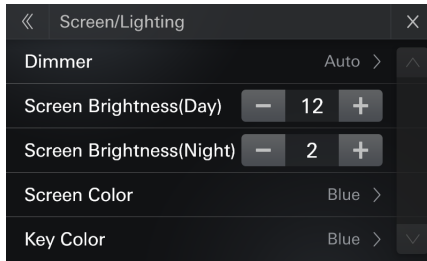 Screen/Lighting
Dimmer Auto
Screen Brightness(Day) − 12 +
Screen Brightness(Night) − 2 +
Screen Color Blue
Key Color Blue